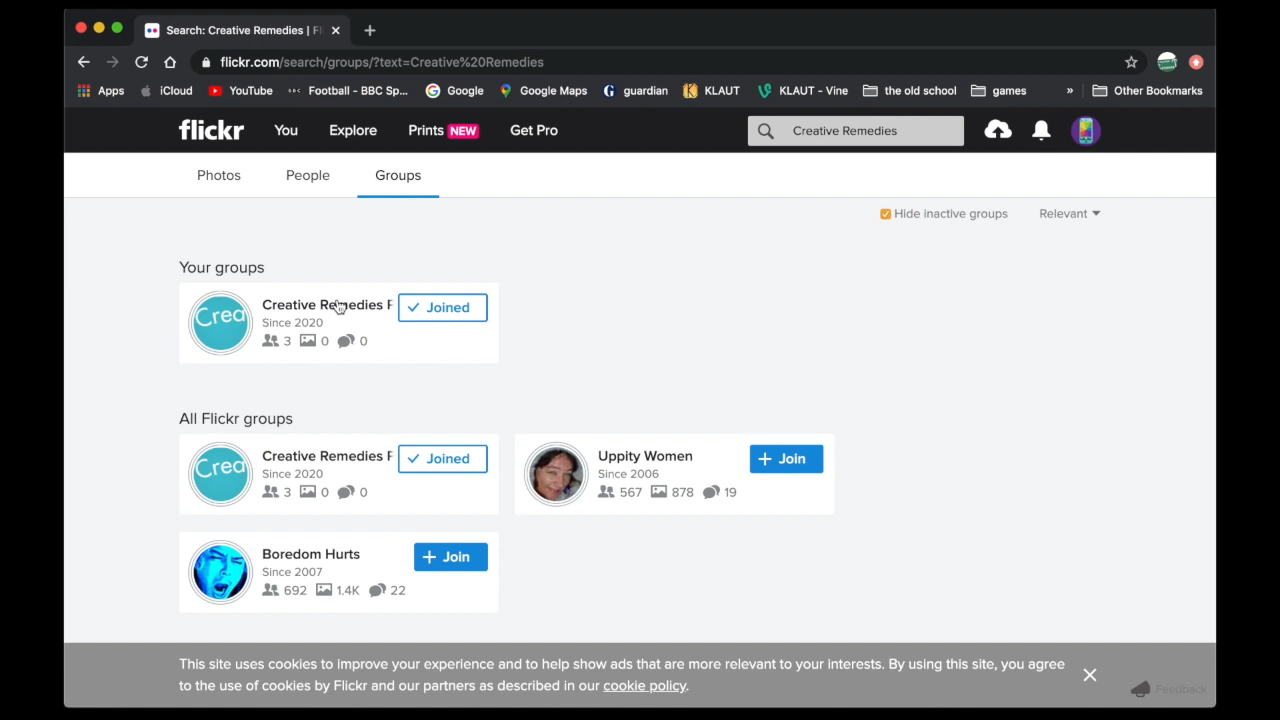 Search: Creative Remedies | Fl
flickr.com/search/groups/?text=Creative%20Remedies
Apps iCloud YouTube Football - BBC Sp... Google Google Maps guardian KLAUT KLAUT - Vine the old school games » Other Bookmarks
flickr You Explore Prints NEW Get Pro Creative Remedies
Photos People Groups
Hide inactive groups Relevant
Your groups
Creative Remedies Joined
Since 2020
3 0 0
Crea
All Flickr groups
Creative Remedies Joined
Since 2020
3 0 0
Crea
Uppity Women Join
Since 2006
567 878 19
Boredom Hurts Join
Since 2007
692 1.4K 22
This site uses cookies to improve your experience and to help show ads that are more relevant to your interests. By using this site, you agree
to the use of cookies by Flickr and our partners as described in our cookie policy.
Feedback